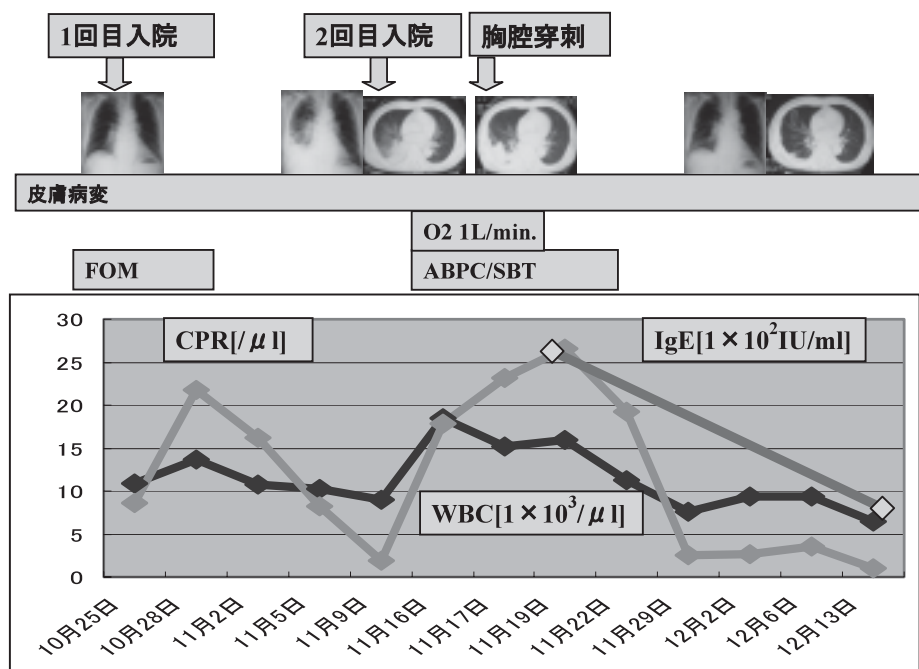 1回目入院
2回目入院
胸腔穿刺
皮膚病変
O2 1L/min.
FOM
ABPC/SBT
CPR[/μl]
IgE[1×10²IU/ml]
WBC[1×10³/μl]
30
25
20
15
10
5
0
10月25日
10月28日
11月2日
11月5日
11月9日
11月16日
11月17日
11月19日
11月22日
11月29日
12月2日
12月6日
12月13日